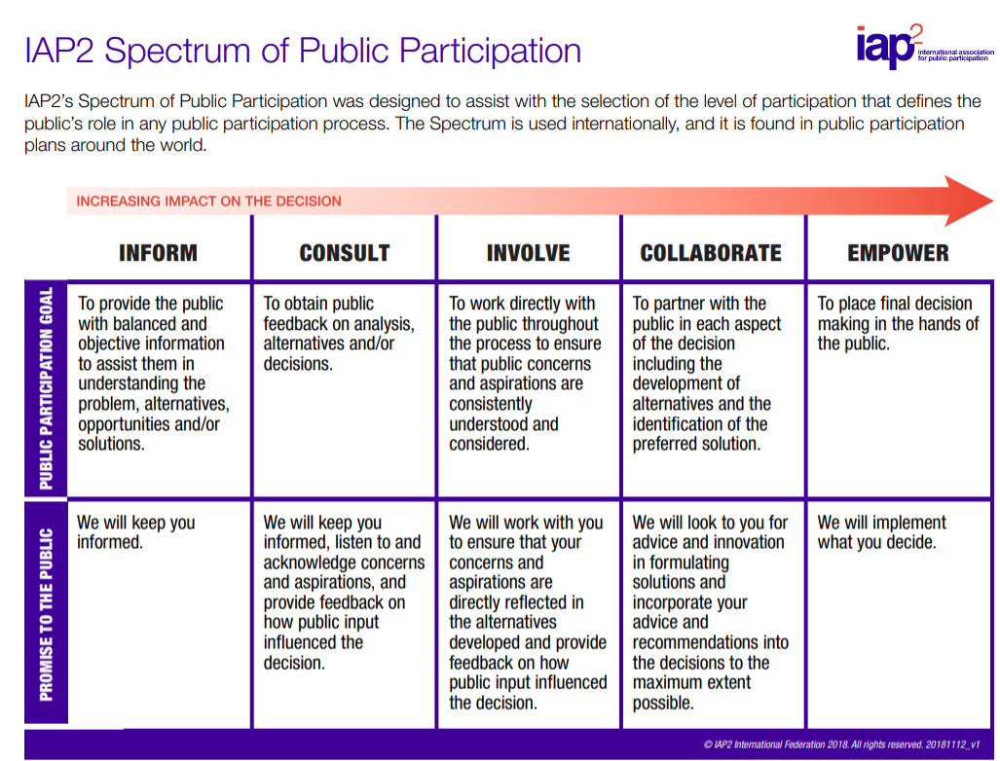 IAP2 Spectrum of Public Participation
iap2
international association
for public participation
IAP2's Spectrum of Public Participation was designed to assist with the selection of the level of participation that defines the
public's role in any public participation process. The Spectrum is used internationally, and it is found in public participation
plans around the world.
INCREASING IMPACT ON THE DECISION
INFORM
CONSULT
INVOLVE
COLLABORATE
EMPOWER
PUBLIC PARTICIPATION GOAL
To provide the public
with balanced and
objective information
to assist them in
understanding the
problem, alternatives,
opportunities and/or
solutions.
To obtain public
feedback on analysis,
alternatives and/or
decisions.
To work directly with
the public throughout
the process to ensure
that public concerns
and aspirations are
consistently
understood and
considered.
To partner with the
public in each aspect
of the decision
including the
development of
alternatives and the
identification of the
preferred solution.
To place final decision
making in the hands of
the public.
PROMISE TO THE PUBLIC
We will keep you
informed.
We will keep you
informed, listen to and
acknowledge concerns
and aspirations, and
provide feedback on
how public input
influenced the
decision.
We will work with you
to ensure that your
concerns and
aspirations are
directly reflected in
the alternatives
developed and provide
feedback on how
public input influenced
the decision.
We will look to you for
advice and innovation
in formulating
solutions and
incorporate your
advice and
recommendations into
the decisions to the
maximum extent
possible.
We will implement
what you decide.
© IAP2 International Federation 2018. All rights reserved. 20181112_v1